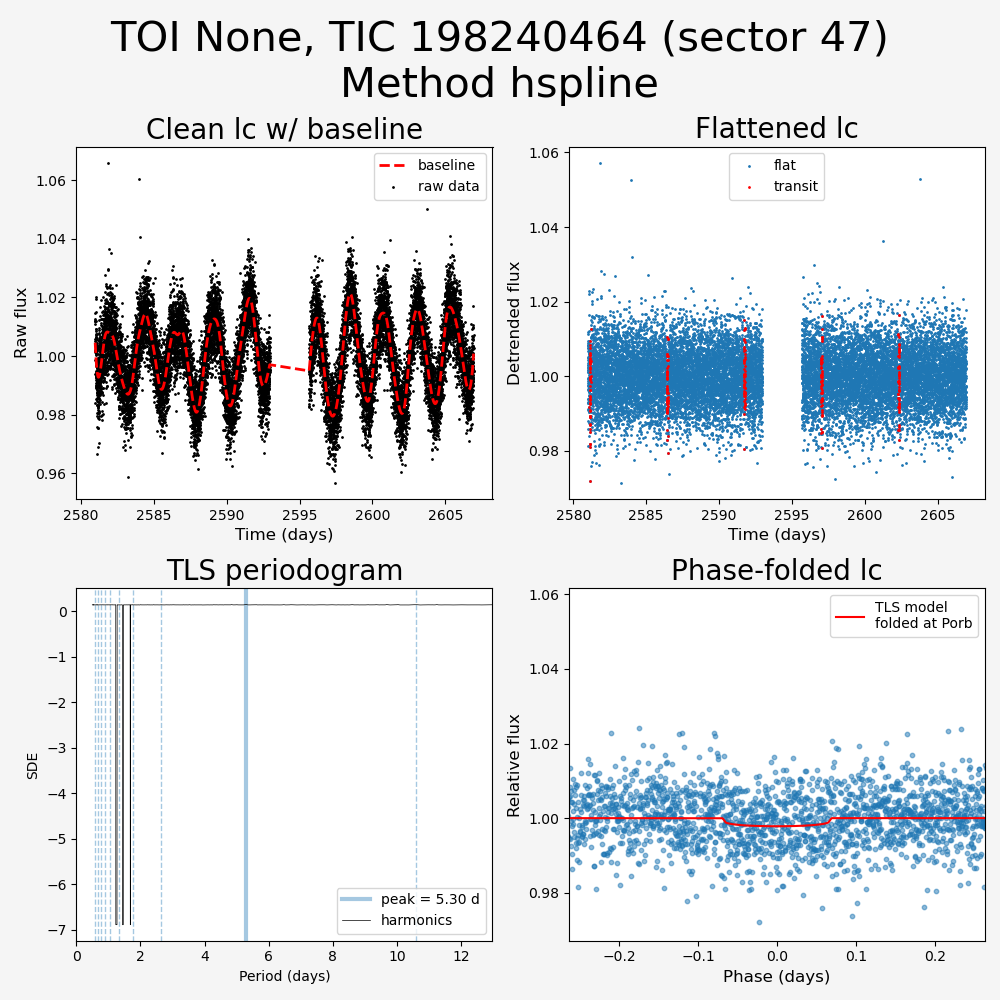 TOI None, TIC 198240464 (sector 47)
Method hspline
Clean lc w/ baseline
Raw flux
1.06
1.04
1.02
1.00
0.98
0.96
baseline
raw data
2580
2585
2590
2595
2600
2605
Time (days)
Flattened lc
Detrended flux
1.06
1.04
1.02
1.00
0.98
flat
transit
2580
2585
2590
2595
2600
2605
Time (days)
TLS periodogram
SDE
0
−1
−2
−3
−4
−5
−6
−7
peak = 5.30 d
harmonics
0
2
4
6
8
10
12
Period (days)
Phase-folded lc
Relative flux
1.06
1.04
1.02
1.00
0.98
TLS model
folded at Porb
−0.2
−0.1
0.0
0.1
0.2
Phase (days)